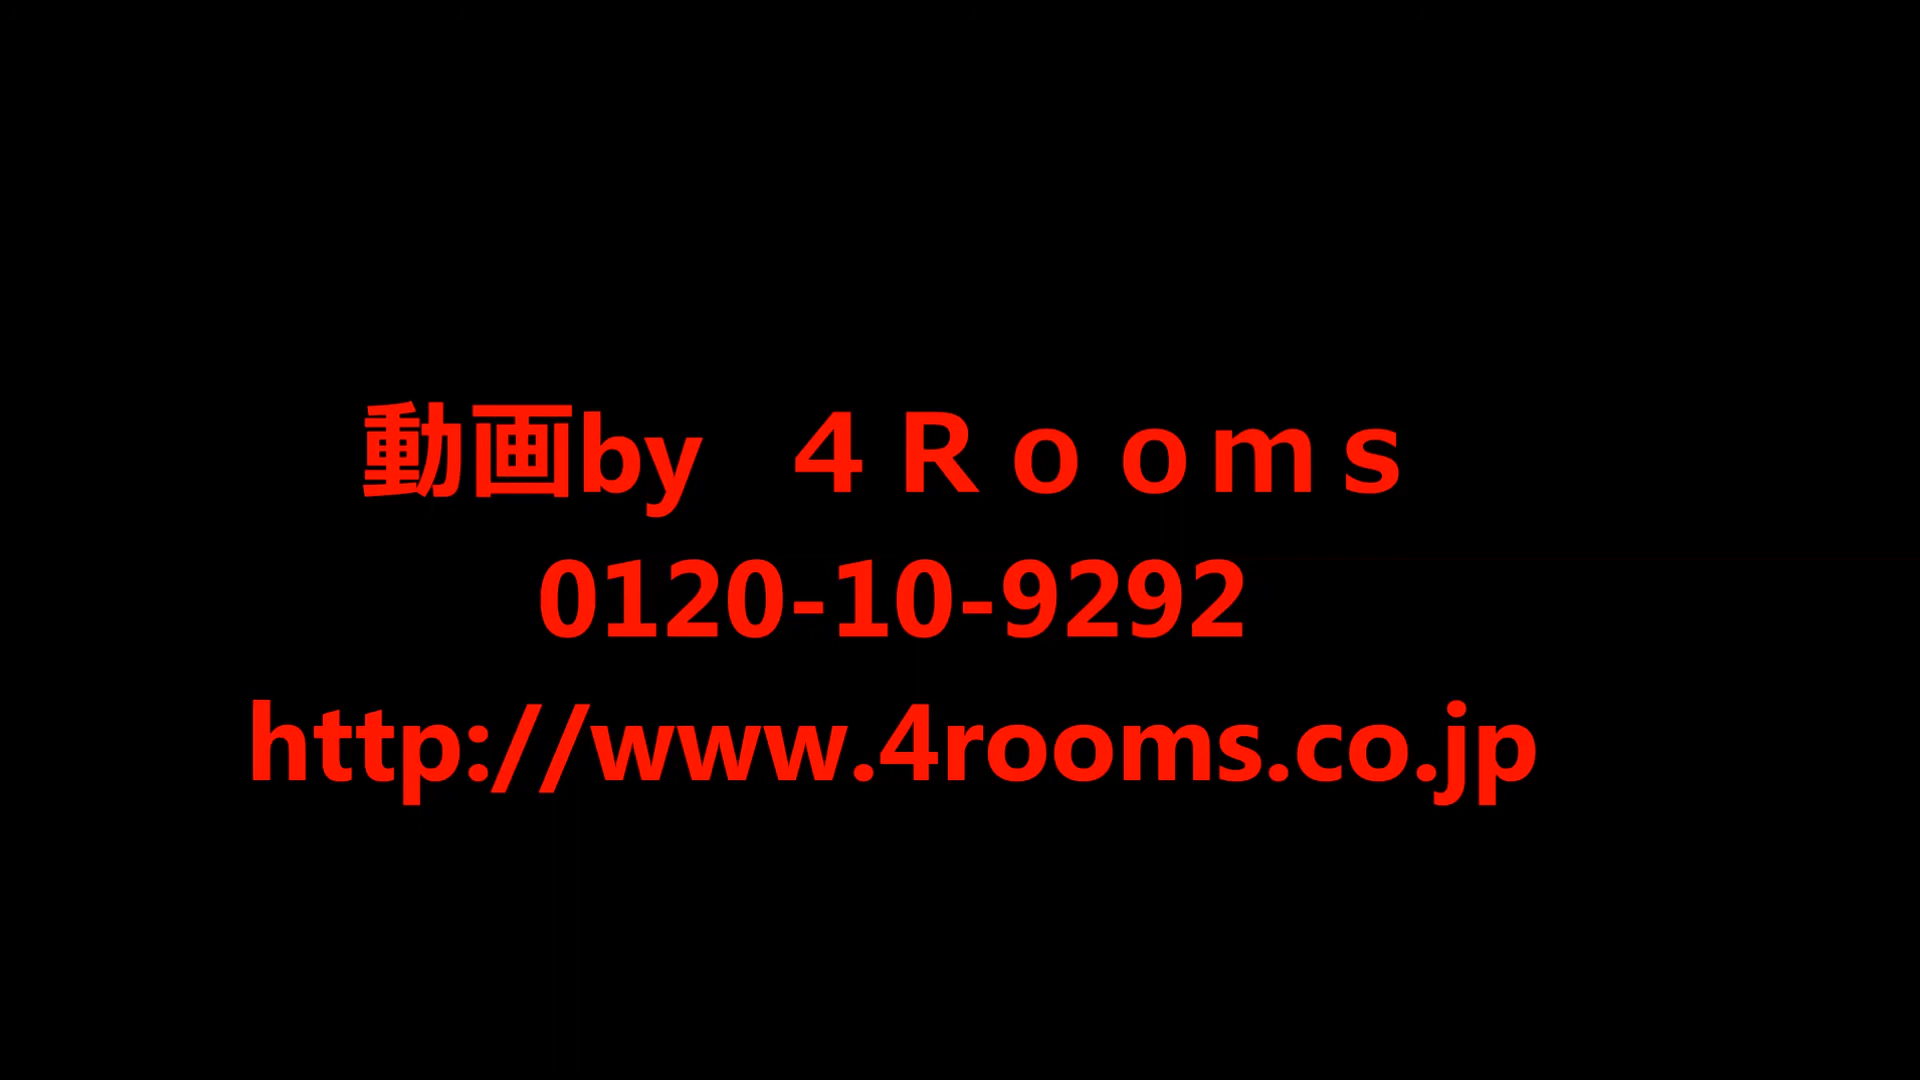 動画by　４Ｒｏｏｍｓ
0120-10-9292
http://www.4rooms.co.jp